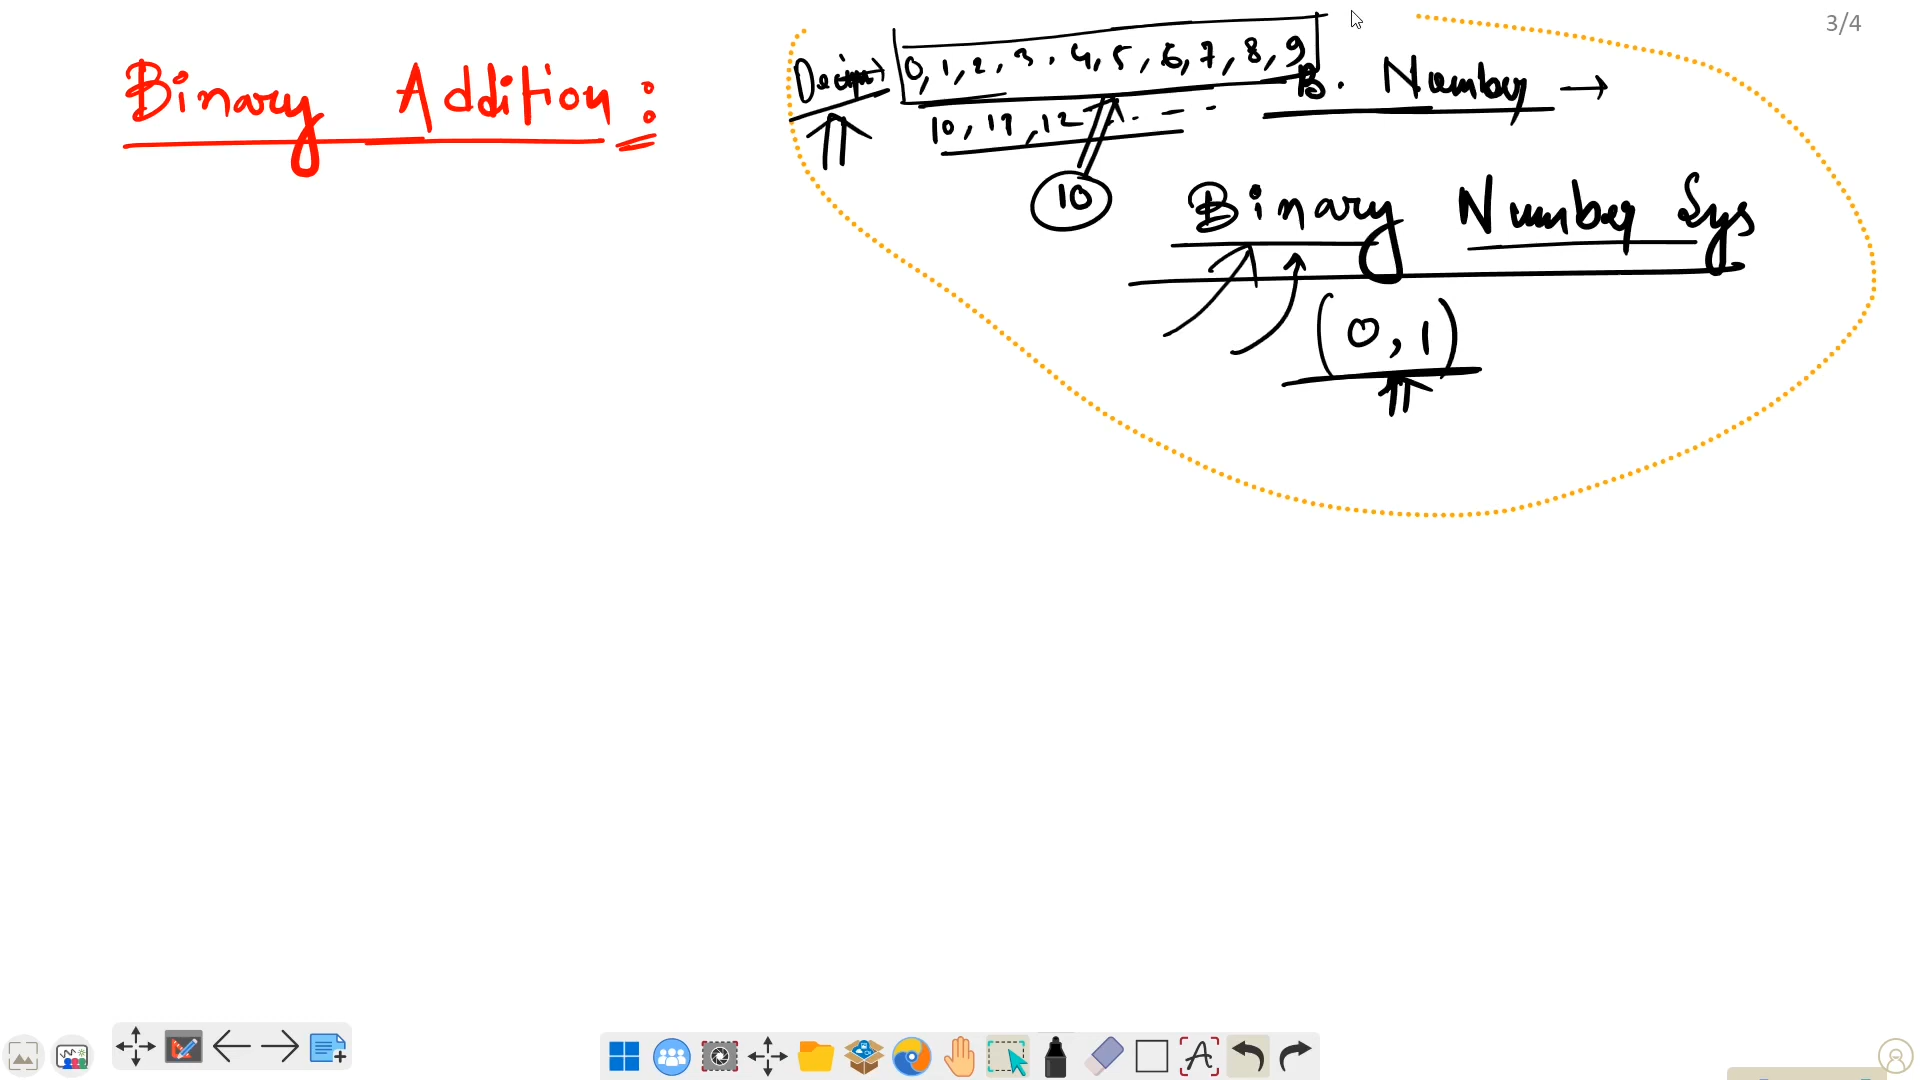 3/4
Binary Addition :
Decim → 0, 1, 2, 3, 4, 5, 6, 7, 8, 9
B. Number →
10, 11, 12 . . - - -
10
Binary Number Sys
(0, 1)